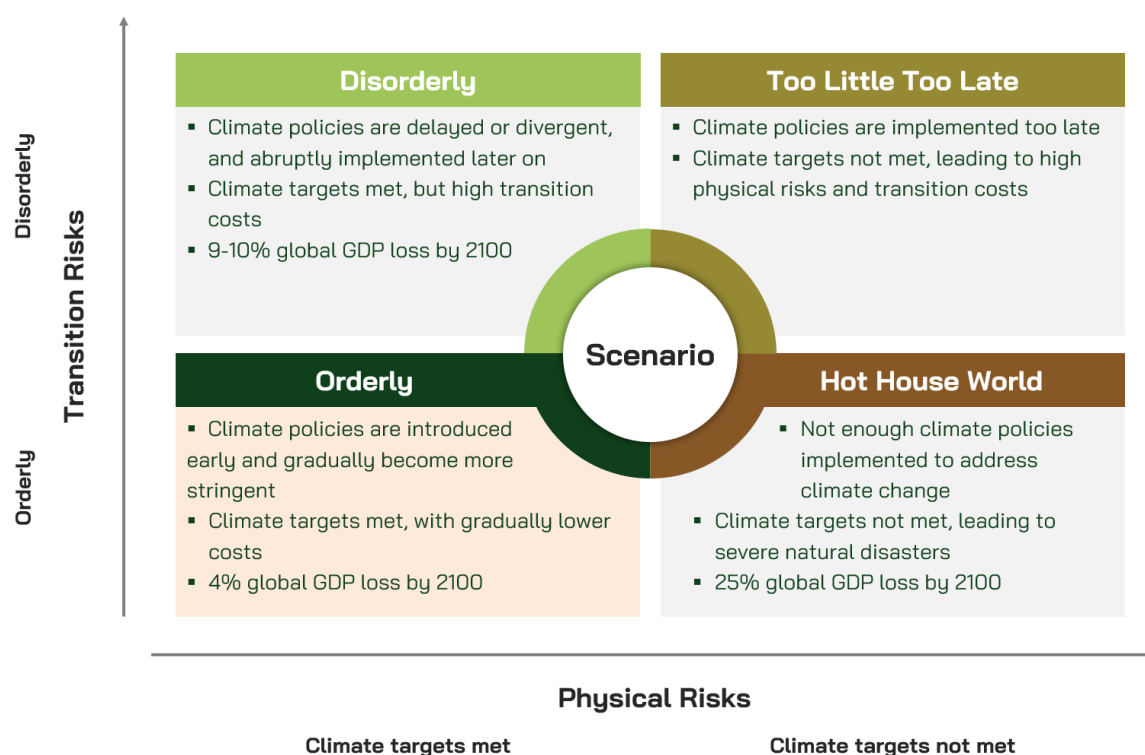 Disorderly
Transition Risks
Orderly
Disorderly
▪ Climate policies are delayed or divergent,
and abruptly implemented later on
▪ Climate targets met, but high transition
costs
▪ 9-10% global GDP loss by 2100
Too Little Too Late
▪ Climate policies are implemented too late
▪ Climate targets not met, leading to high
physical risks and transition costs
Scenario
Orderly
▪ Climate policies are introduced
early and gradually become more
stringent
▪ Climate targets met, with gradually lower
costs
▪ 4% global GDP loss by 2100
Hot House World
▪ Not enough climate policies
implemented to address
climate change
▪ Climate targets not met, leading to
severe natural disasters
▪ 25% global GDP loss by 2100
Physical Risks
Climate targets met
Climate targets not met